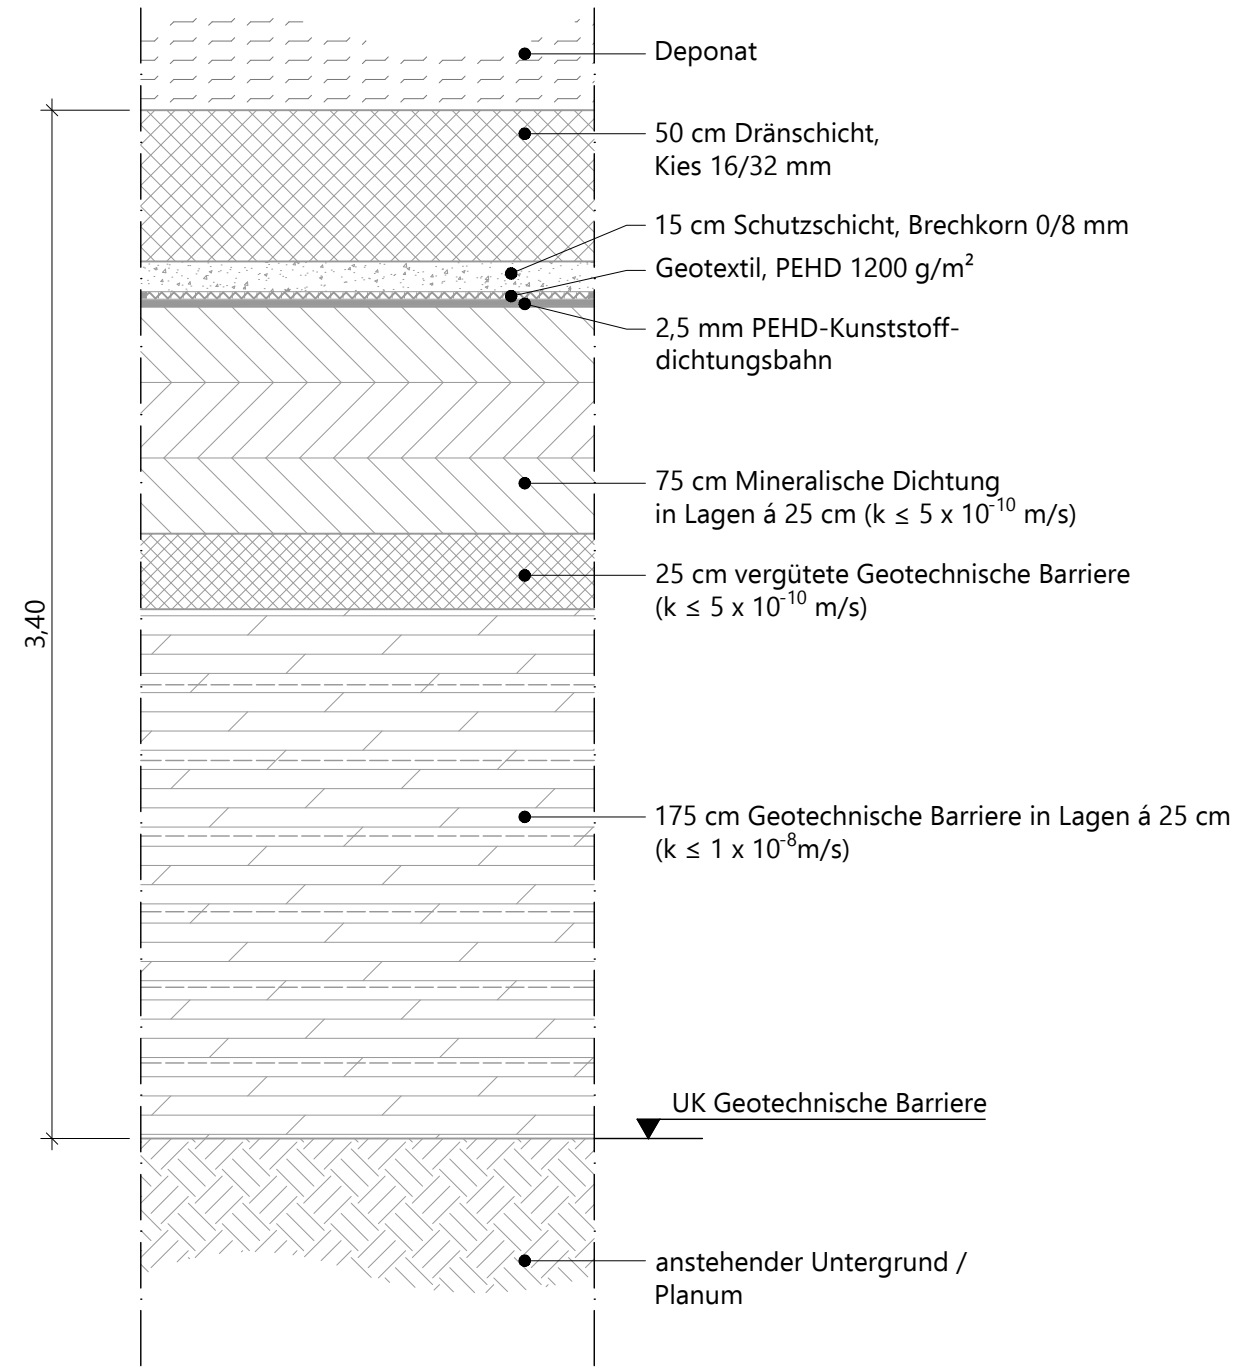 Deponat
50 cm Dränschicht,
Kies 16/32 mm
15 cm Schutzschicht, Brechkorn 0/8 mm
Geotextil, PEHD 1200 g/m²
2,5 mm PEHD-Kunststoff-
dichtungsbahn
75 cm Mineralische Dichtung
in Lagen á 25 cm (k ≤ 5 x 10⁻¹⁰ m/s)
25 cm vergütete Geotechnische Barriere
(k ≤ 5 x 10⁻¹⁰ m/s)
3,40
175 cm Geotechnische Barriere in Lagen á 25 cm
(k ≤ 1 x 10⁻⁸m/s)
UK Geotechnische Barriere
anstehender Untergrund /
Planum